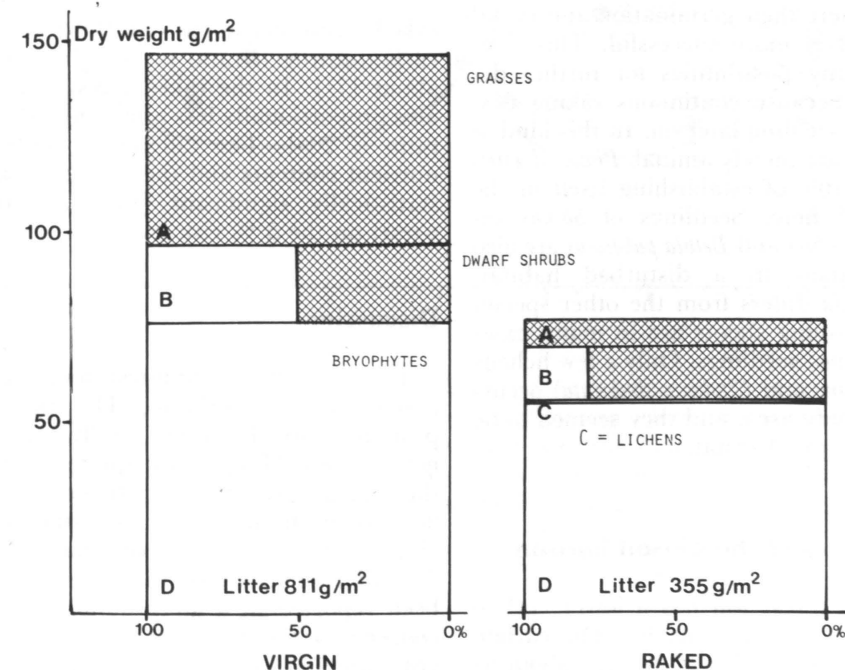 Dry weight g/m²
150
100
50
GRASSES
A
DWARF SHRUBS
B
BRYOPHYTES
D Litter 811 g/m²
100 50 0%
VIRGIN
A
B
C
C = LICHENS
D Litter 355 g/m²
100 50 0%
RAKED